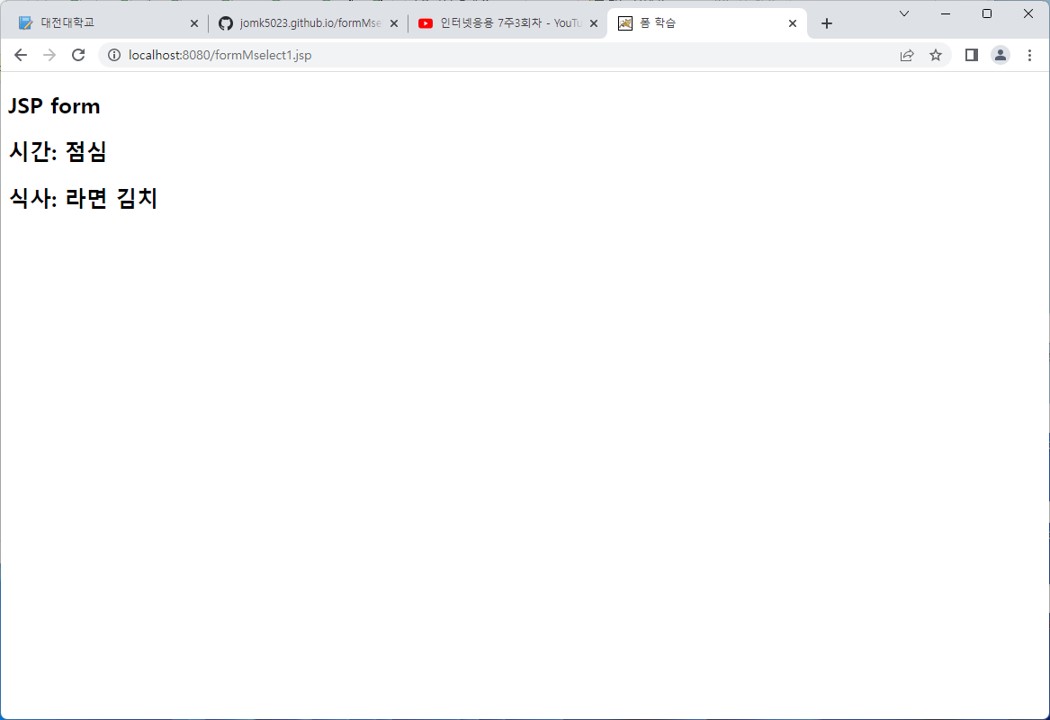 대전대학교
jomk5023.github.io/formMse
인터넷응용 7주3회차 - YouTu
폼 학습
localhost:8080/formMselect1.jsp
JSP form
시간: 점심
식사: 라면 김치